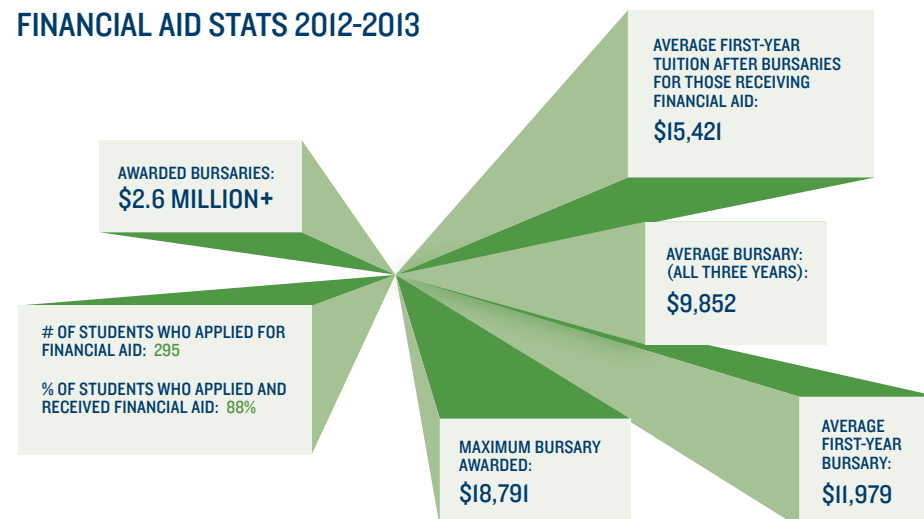 FINANCIAL AID STATS 2012-2013
AVERAGE FIRST-YEAR
TUITION AFTER BURSARIES
FOR THOSE RECEIVING
FINANCIAL AID:
$15,421
AWARDED BURSARIES:
$2.6 MILLION+
AVERAGE BURSARY:
(ALL THREE YEARS):
$9,852
# OF STUDENTS WHO APPLIED FOR
FINANCIAL AID: 295
% OF STUDENTS WHO APPLIED AND
RECEIVED FINANCIAL AID: 88%
MAXIMUM BURSARY
AWARDED:
$18,791
AVERAGE
FIRST-YEAR
BURSARY:
$11,979